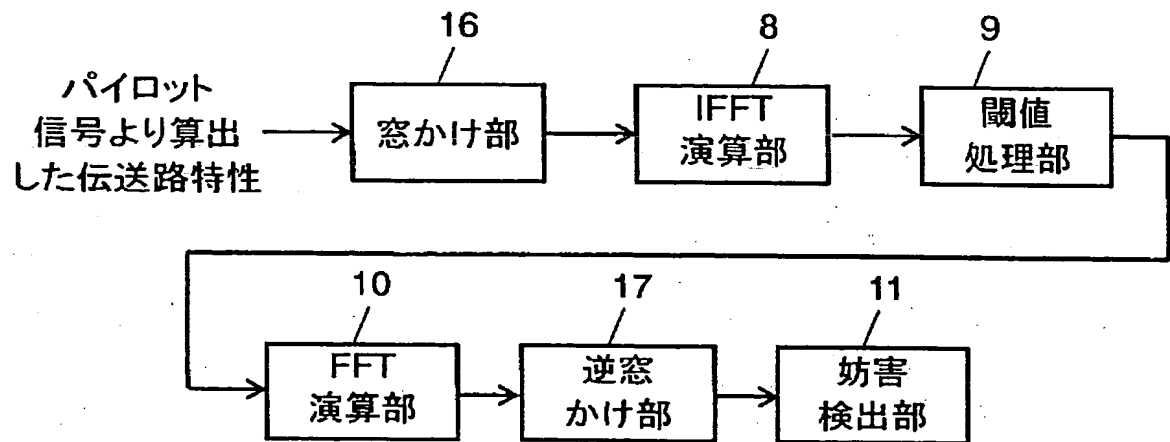 16
8
9
パイロット
信号より算出
した伝送路特性
窓かけ部
IFFT
演算部
閾値
処理部
10
17
11
FFT
演算部
逆窓
かけ部
妨害
検出部